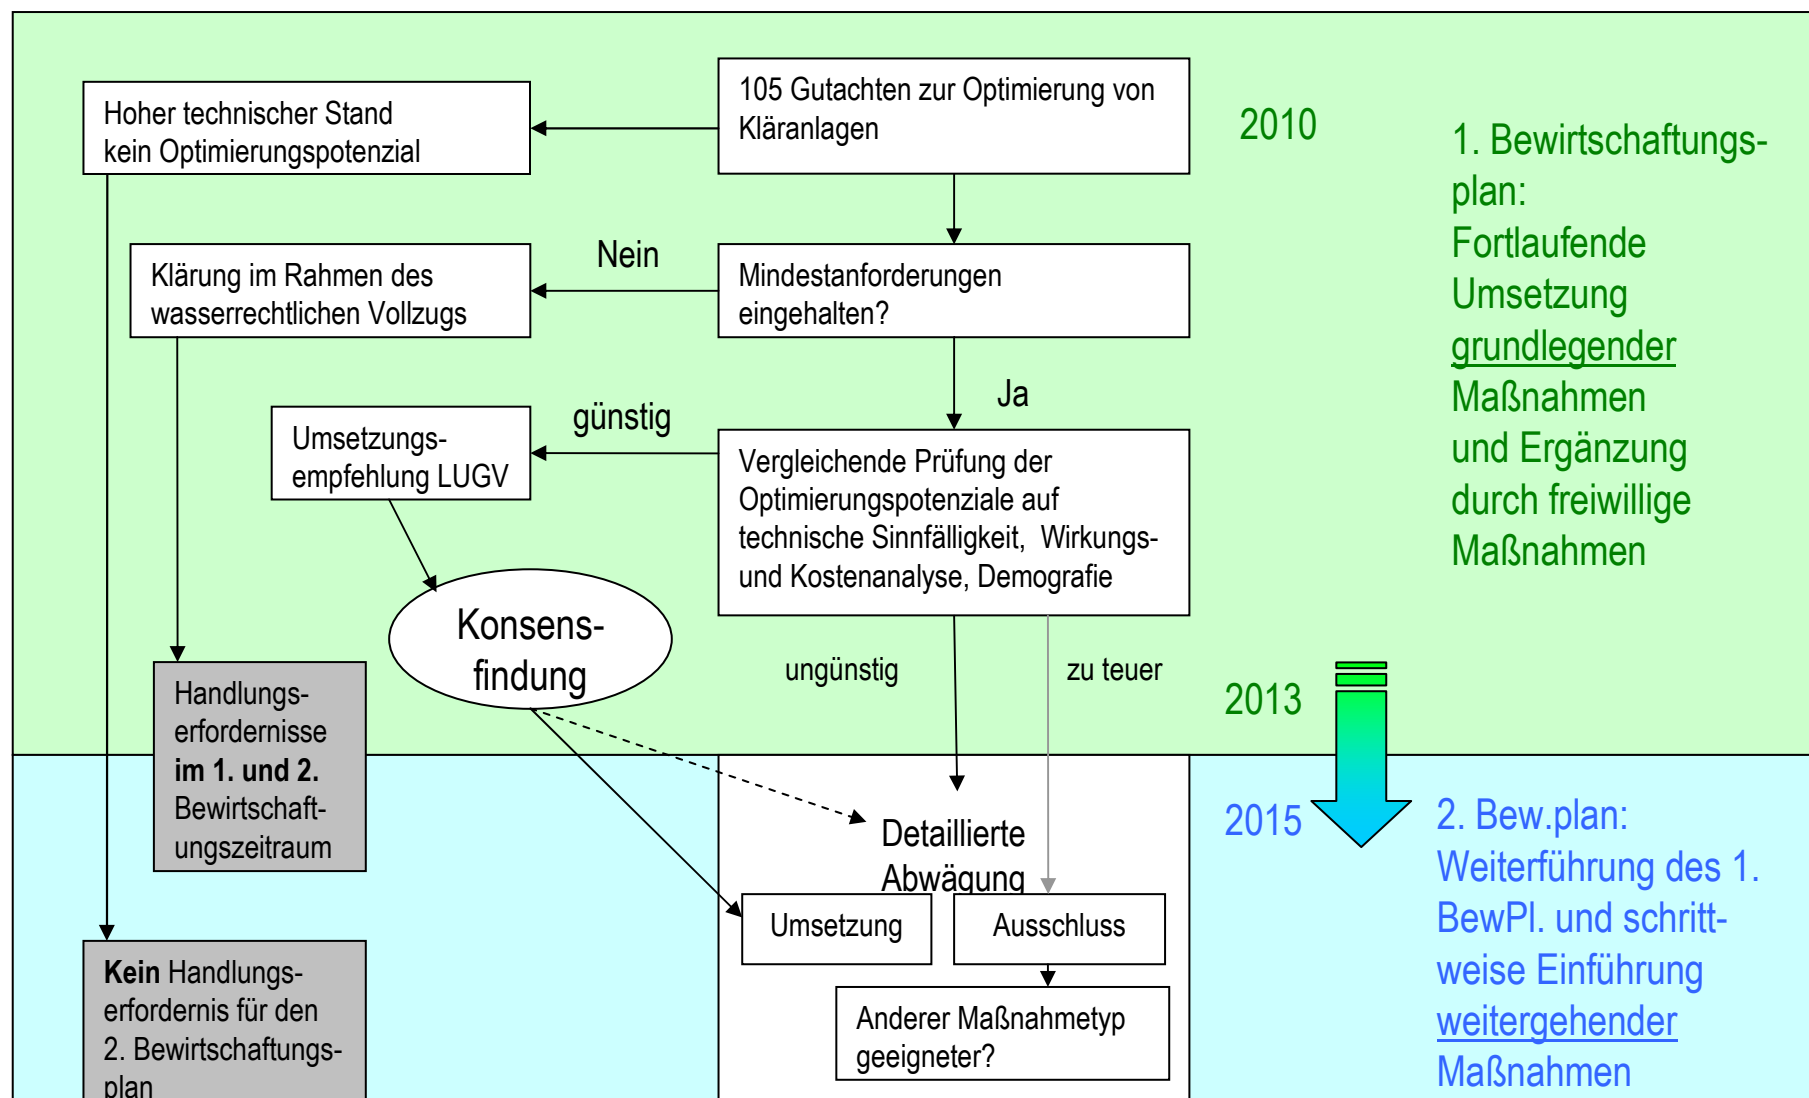 105 Gutachten zur Optimierung von
Kläranlagen
Hoher technischer Stand
kein Optimierungspotenzial
2010
1. Bewirtschaftungs-
plan:
Fortlaufende
Umsetzung
grundlegender
Maßnahmen
und Ergänzung
durch freiwillige
Maßnahmen
Nein
Klärung im Rahmen des
wasserrechtlichen Vollzugs
Mindestanforderungen
eingehalten?
Ja
günstig
Umsetzungs-
empfehlung LUGV
Vergleichende Prüfung der
Optimierungspotenziale auf
technische Sinnfälligkeit, Wirkungs-
und Kostenanalyse, Demografie
Konsens-
findung
ungünstig
zu teuer
2013
Handlungs-
erfordernisse
im 1. und 2.
Bewirtschaft-
ungszeitraum
2015
2. Bew.plan:
Weiterführung des 1.
BewPl. und schritt-
weise Einführung
weitergehender
Maßnahmen
Detaillierte
Abwägung
Umsetzung
Ausschluss
Kein Handlungs-
erfordernis für den
2. Bewirtschaftungs-
plan
Anderer Maßnahmetyp
geeigneter?